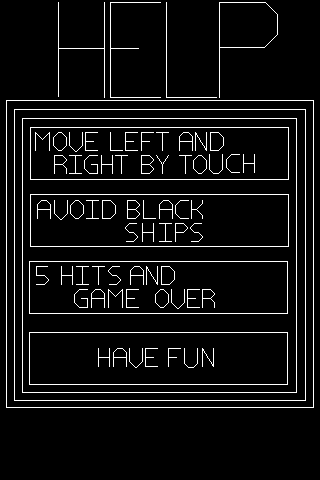 HELP
MOVE LEFT AND
RIGHT BY TOUCH
AVOID BLACK
SHIPS
5 HITS AND
GAME OVER
HAVE FUN